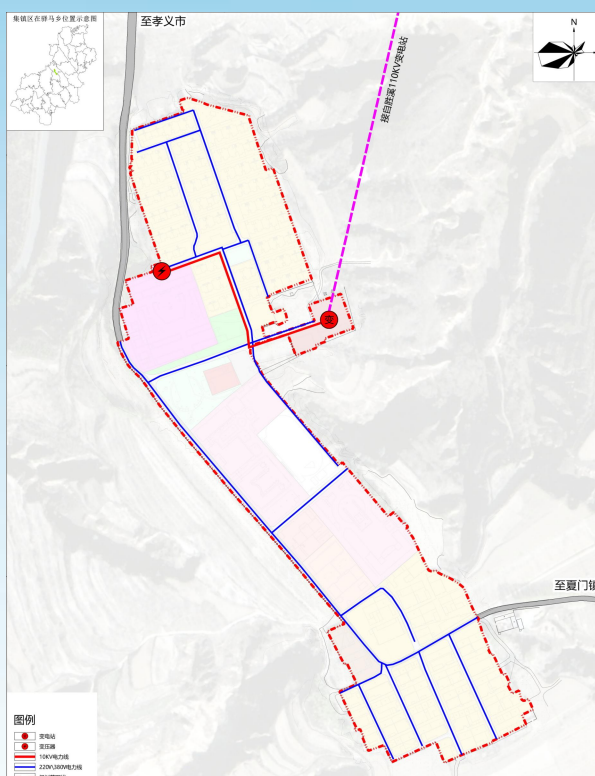 集镇区在驿马乡位置示意图
至孝义市
N
接自胜溪110KV变电站
变
至夏门镇
图例
变电站
变压器
10KV电力线
220V\380V电力线